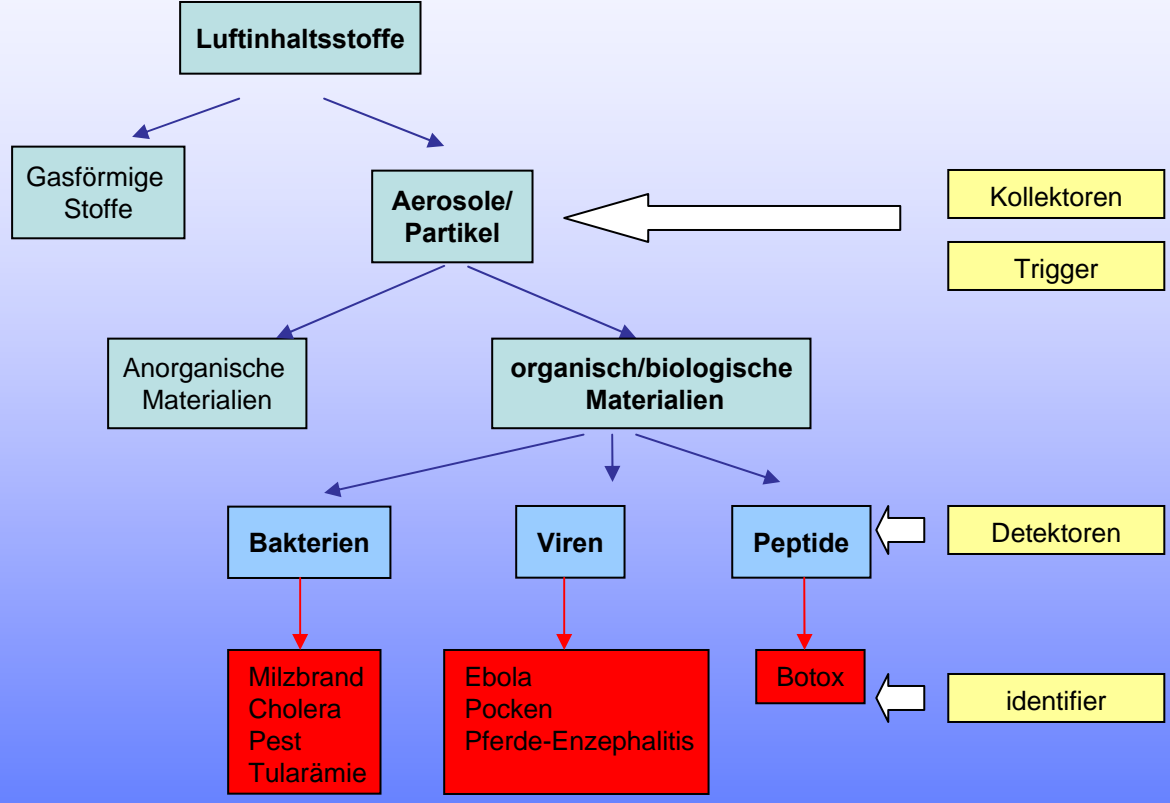 Luftinhaltsstoffe
Gasförmige
Stoffe
Aerosole/
Partikel
Kollektoren
Trigger
Anorganische
Materialien
organisch/biologische
Materialien
Bakterien
Viren
Peptide
Detektoren
Milzbrand
Cholera
Pest
Tularämie
Ebola
Pocken
Pferde-Enzephalitis
Botox
identifier